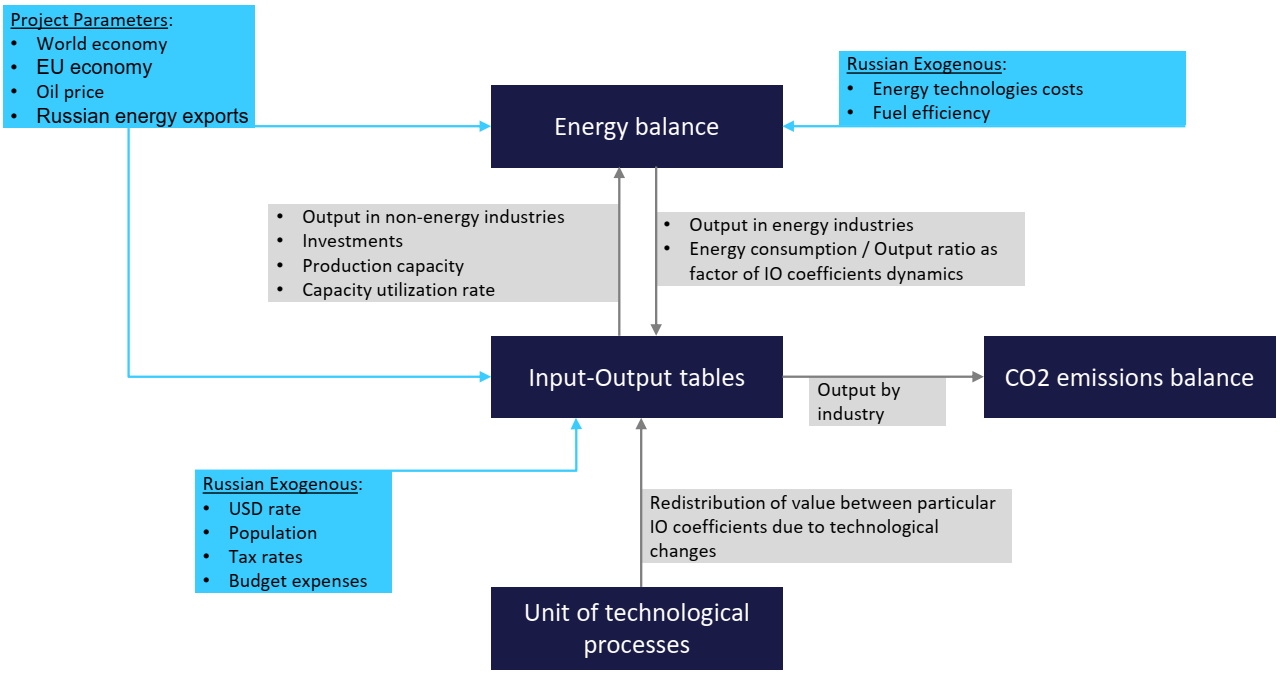 Project Parameters:
• World economy
• EU economy
• Oil price
• Russian energy exports
Russian Exogenous:
• Energy technologies costs
• Fuel efficiency
Energy balance
• Output in non-energy industries
• Investments
• Production capacity
• Capacity utilization rate
• Output in energy industries
• Energy consumption / Output ratio as
factor of IO coefficients dynamics
Input-Output tables
Output by
industry
CO2 emissions balance
Russian Exogenous:
• USD rate
• Population
• Tax rates
• Budget expenses
Redistribution of value between particular
IO coefficients due to technological
changes
Unit of technological
processes